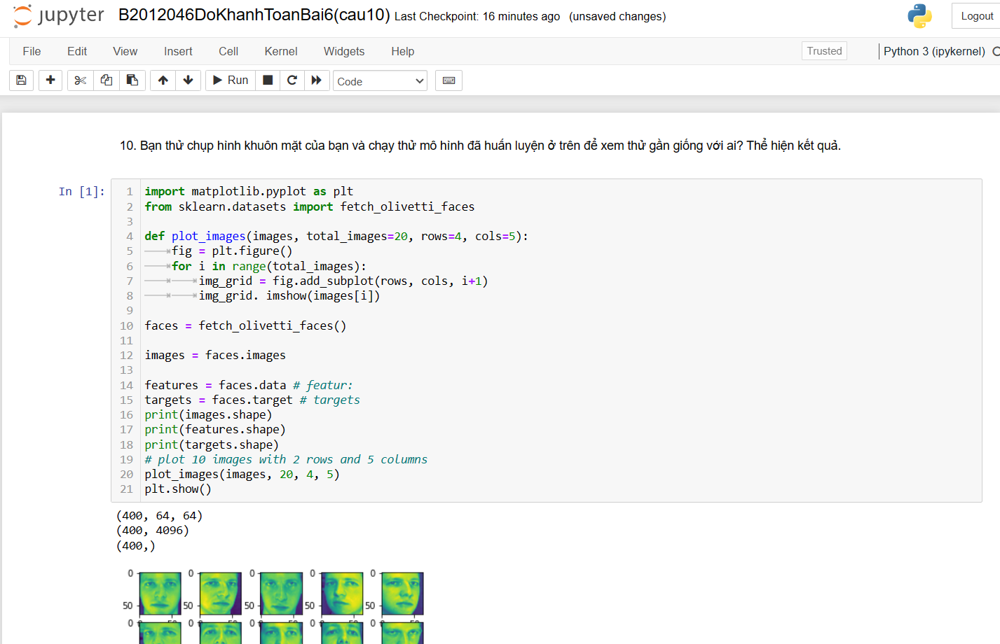 jupyter B2012046DoKhanhToanBai6(cau10) Last Checkpoint: 16 minutes ago (unsaved changes)
Logout
File Edit View Insert Cell Kernel Widgets Help
Trusted
Python 3 (ipykernel)
Run
Code
10. Bạn thử chụp hình khuôn mặt của bạn và chạy thử mô hình đã huấn luyện ở trên để xem thử gần giống với ai? Thể hiện kết quả.
In [1]:
1 import matplotlib.pyplot as plt
2 from sklearn.datasets import fetch_olivetti_faces
3
4 def plot_images(images, total_images=20, rows=4, cols=5):
5 fig = plt.figure()
6 for i in range(total_images):
7 img_grid = fig.add_subplot(rows, cols, i+1)
8 img_grid. imshow(images[i])
9
10 faces = fetch_olivetti_faces()
11
12 images = faces.images
13
14 features = faces.data # featur:
15 targets = faces.target # targets
16 print(images.shape)
17 print(features.shape)
18 print(targets.shape)
19 # plot 10 images with 2 rows and 5 columns
20 plot_images(images, 20, 4, 5)
21 plt.show()
(400, 64, 64)
(400, 4096)
(400,)
0 0 0 0 0
50 50 50 50 50
0 0 0 0 0